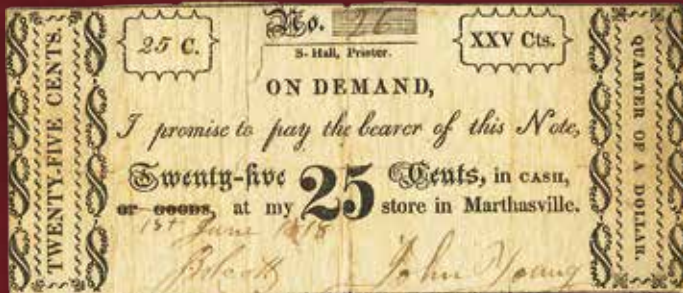 TWENTY-FIVE CENTS.
25 C.
No. 26
S. Hall, Printer.
XXV Cts.
ON DEMAND,
I promise to pay the bearer of this Note,
Twenty-five 25 Cents, in CASH,
or goods, at my store in Marthasville.
1st June 1818
John Young
QUARTER OF A DOLLAR.